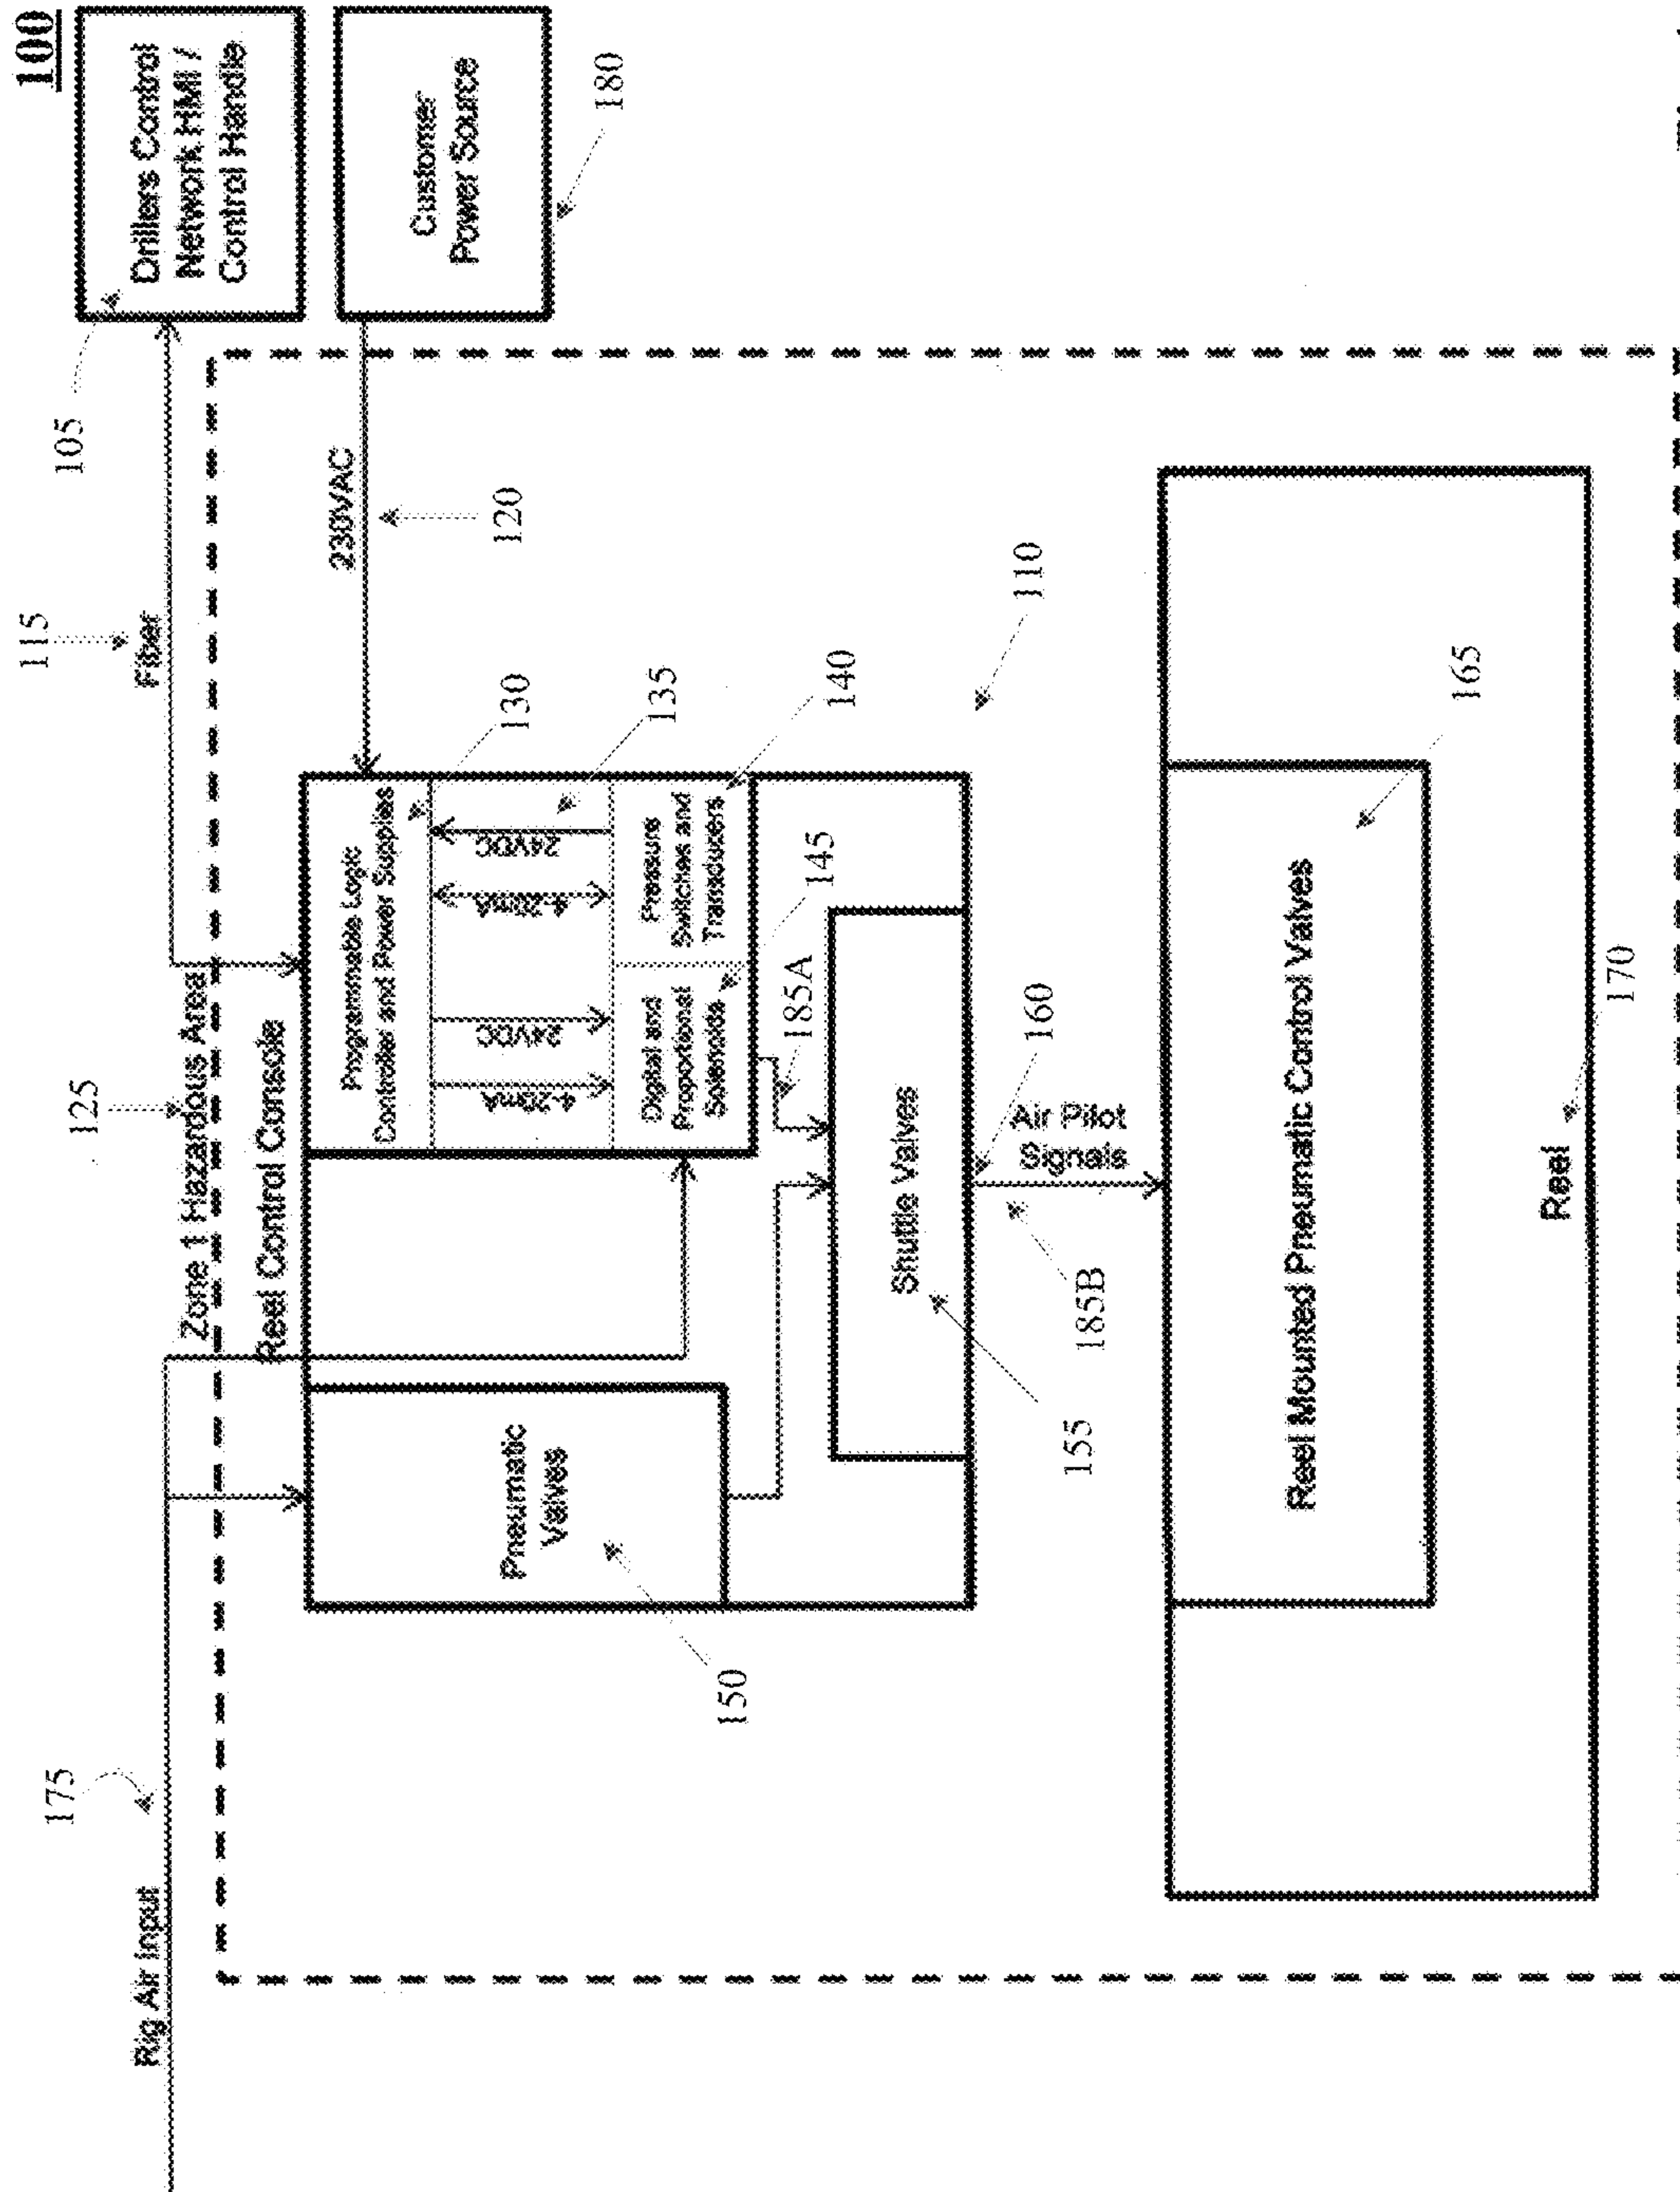 100
Drillers Control
Network HMI /
Control Handle
105
Customer
Power Source
180
115
Fiber
230VAC
120
125
Zone 1 Hazardous Area
Reel Control Console
110
Programmable Logic
Controller and Power Supplies
130
4-20mA
24VDC
4-20mA
24VDC
135
Digital and
Proportional
Solenoids
145
Pressure
Switches and
Transducers
140
175
Rig Air Input
Pneumatic
Valves
150
185A
Shuttle Valves
155
160
Air Pilot
Signals
185B
Reel Mounted Pneumatic Control Valves
165
Reel
170